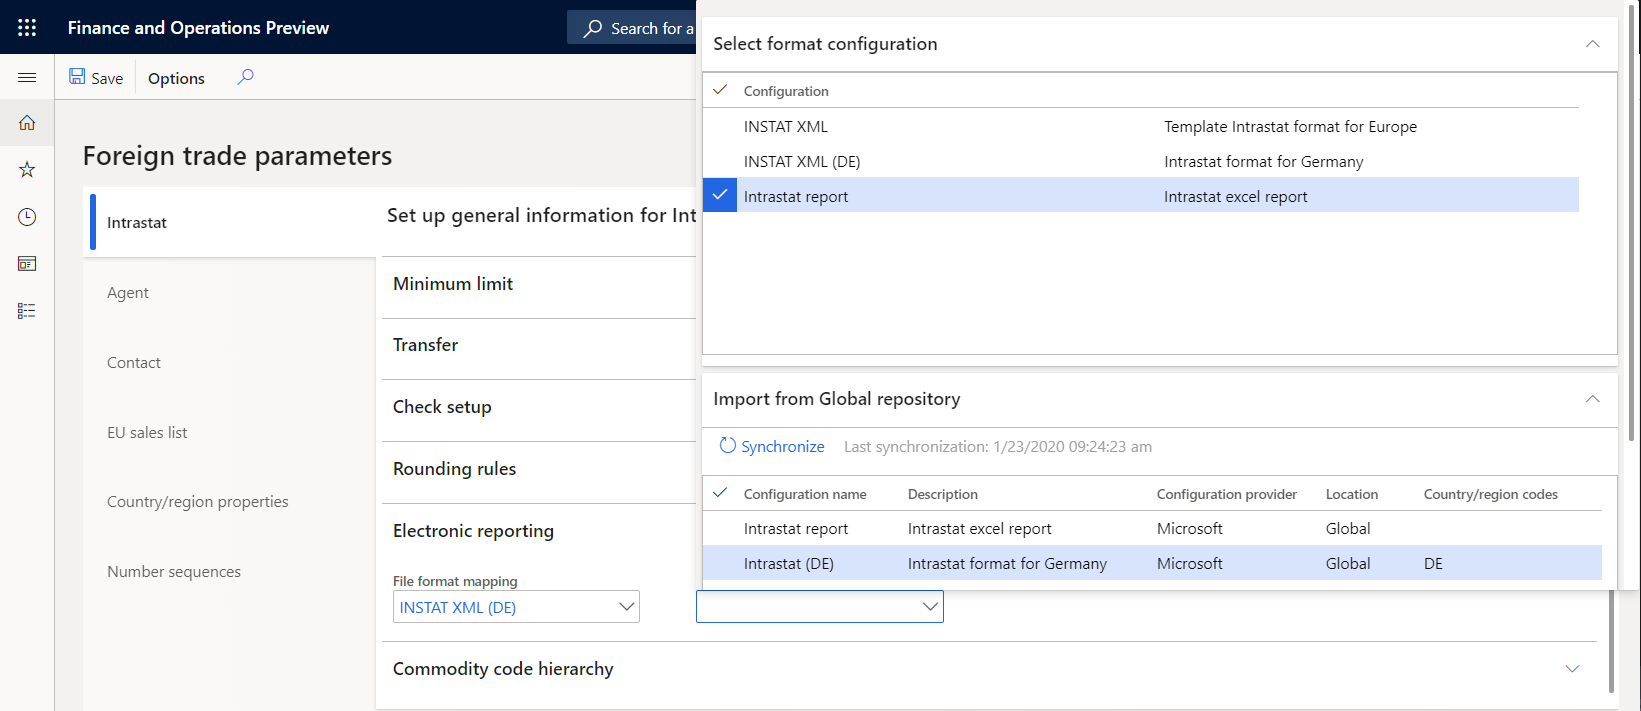 Finance and Operations Preview
Search for a
Save
Options
Foreign trade parameters
Intrastat
Agent
Contact
EU sales list
Country/region properties
Number sequences
Set up general information for Int
Minimum limit
Transfer
Check setup
Rounding rules
Electronic reporting
File format mapping
INSTAT XML (DE)
Commodity code hierarchy
Select format configuration
Configuration
INSTAT XML Template Intrastat format for Europe
INSTAT XML (DE) Intrastat format for Germany
Intrastat report Intrastat excel report
Import from Global repository
Synchronize Last synchronization: 1/23/2020 09:24:23 am
Configuration name Description Configuration provider Location Country/region codes
Intrastat report Intrastat excel report Microsoft Global
Intrastat (DE) Intrastat format for Germany Microsoft Global DE